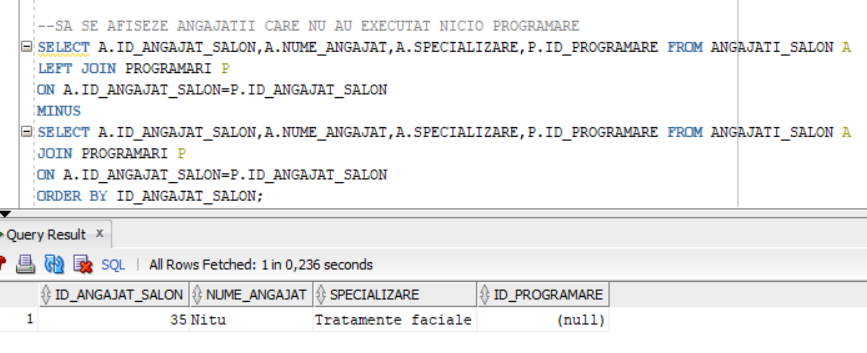 --SA SE AFISEZE ANGAJATII CARE NU AU EXECUTAT NICIO PROGRAMARE
SELECT A.ID_ANGAJAT_SALON,A.NUME_ANGAJAT,A.SPECIALIZARE,P.ID_PROGRAMARE FROM ANGAJATI_SALON A
LEFT JOIN PROGRAMARI P
ON A.ID_ANGAJAT_SALON=P.ID_ANGAJAT_SALON
MINUS
SELECT A.ID_ANGAJAT_SALON,A.NUME_ANGAJAT,A.SPECIALIZARE,P.ID_PROGRAMARE FROM ANGAJATI_SALON A
JOIN PROGRAMARI P
ON A.ID_ANGAJAT_SALON=P.ID_ANGAJAT_SALON
ORDER BY ID_ANGAJAT_SALON;
Query Result x
SQL | All Rows Fetched: 1 in 0,236 seconds
ID_ANGAJAT_SALON NUME_ANGAJAT SPECIALIZARE ID_PROGRAMARE
1 35 Nitu Tratamente faciale (null)